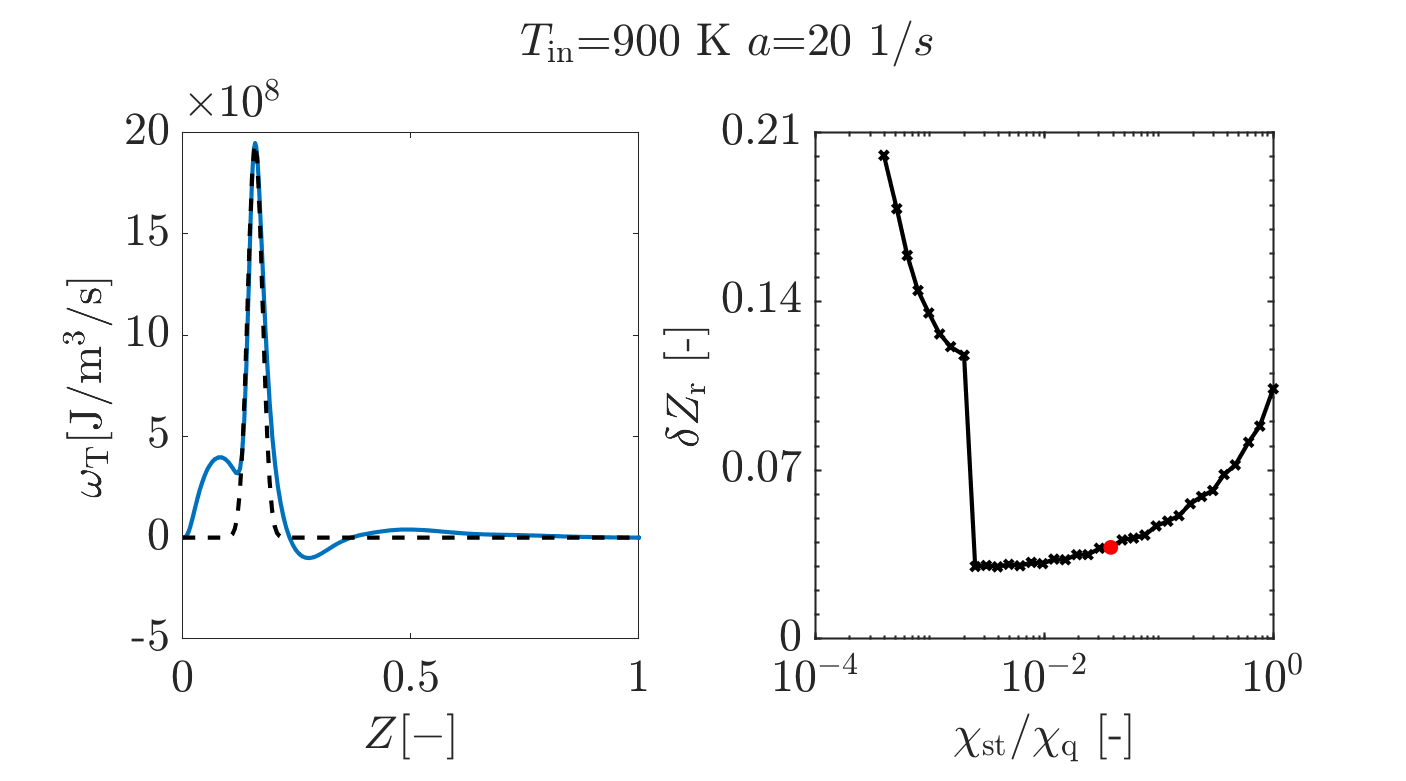 T_in=900 K a=20 1/s
×10^8
20
15
10
5
0
-5
ω_T[J/m^3/s]
0 0.5 1
Z[−]
0.21
0.14
0.07
0
δZ_r [-]
10^−4 10^−2 10^0
χ_st/χ_q [-]